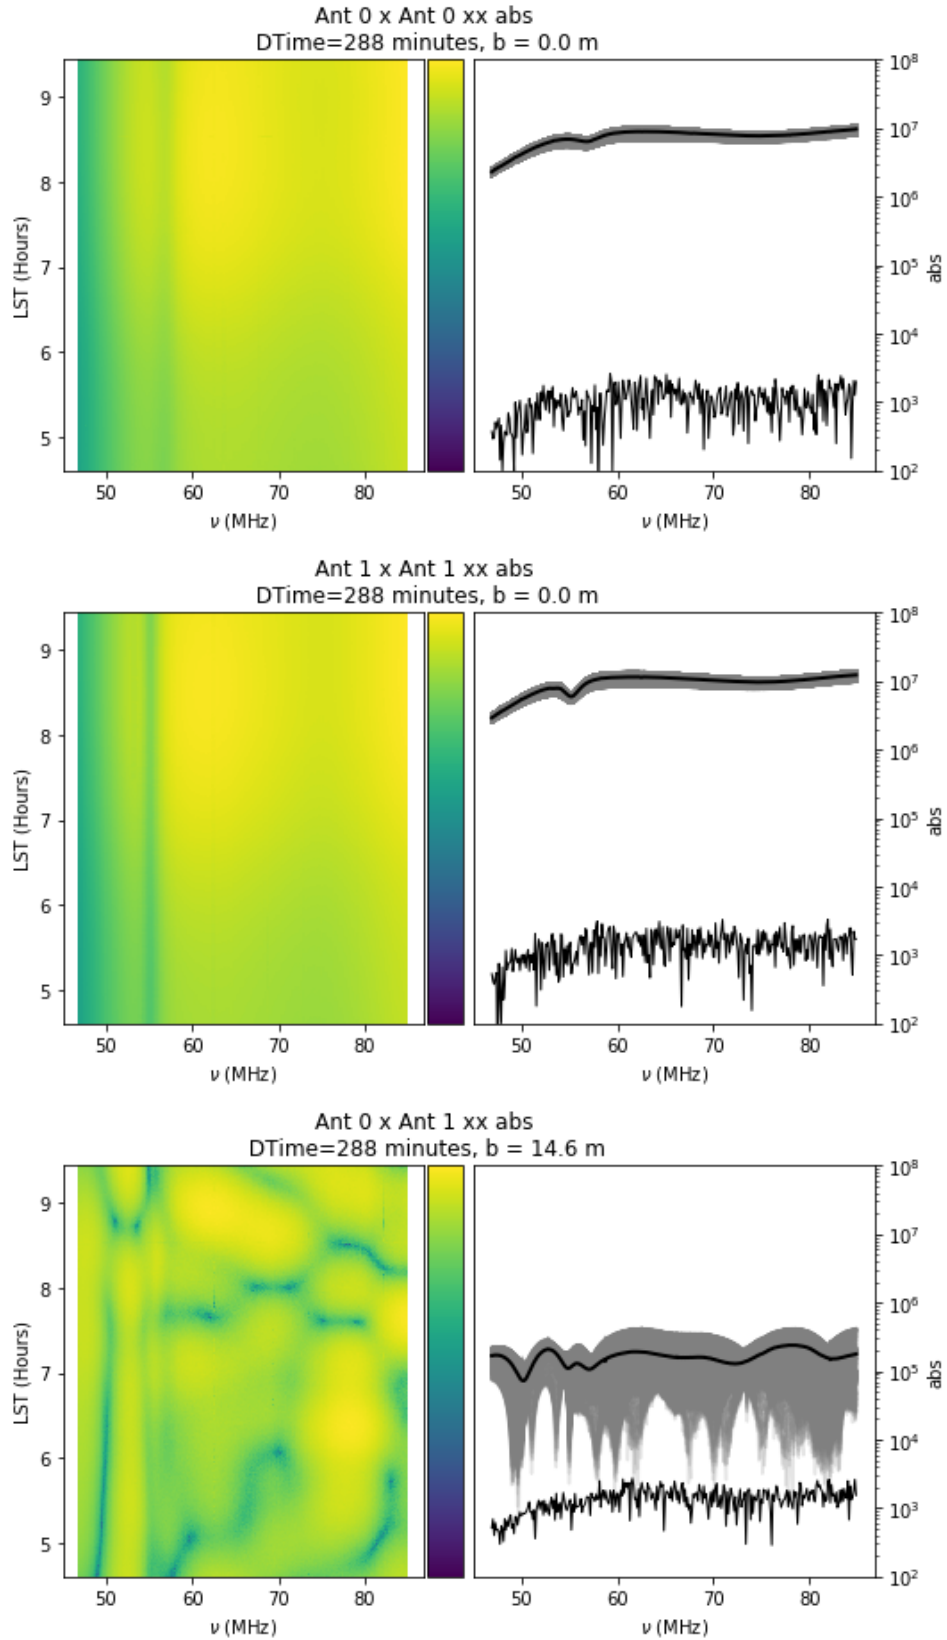 Ant 0 x Ant 0 xx abs
DTime=288 minutes, b = 0.0 m
9
8
7
6
5
LST (Hours)
50 60 70 80
ν (MHz)
50 60 70 80
ν (MHz)
10⁸
10⁷
10⁶
10⁵
10⁴
10³
10²
abs
Ant 1 x Ant 1 xx abs
DTime=288 minutes, b = 0.0 m
9
8
7
6
5
LST (Hours)
50 60 70 80
ν (MHz)
50 60 70 80
ν (MHz)
10⁸
10⁷
10⁶
10⁵
10⁴
10³
10²
abs
Ant 0 x Ant 1 xx abs
DTime=288 minutes, b = 14.6 m
9
8
7
6
5
LST (Hours)
50 60 70 80
ν (MHz)
50 60 70 80
ν (MHz)
10⁸
10⁷
10⁶
10⁵
10⁴
10³
10²
abs